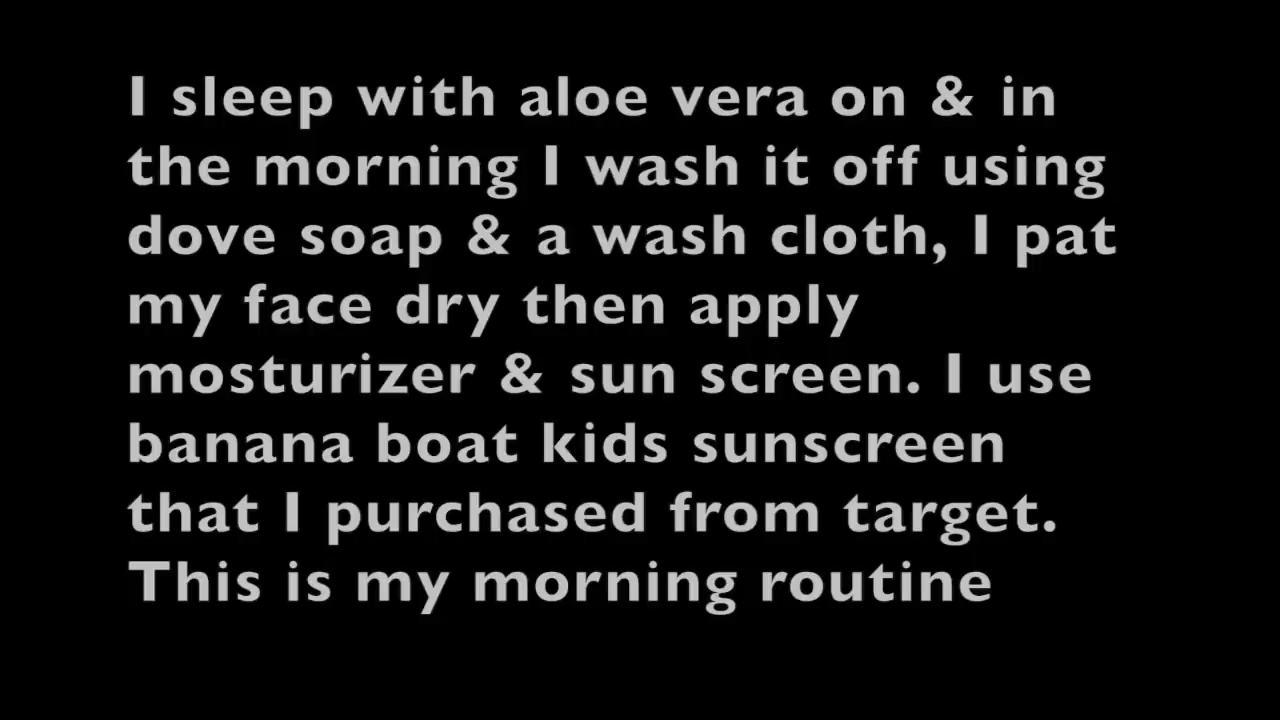 I sleep with aloe vera on & in
the morning I wash it off using
dove soap & a wash cloth, I pat
my face dry then apply
mosturizer & sun screen. I use
banana boat kids sunscreen
that I purchased from target.
This is my morning routine